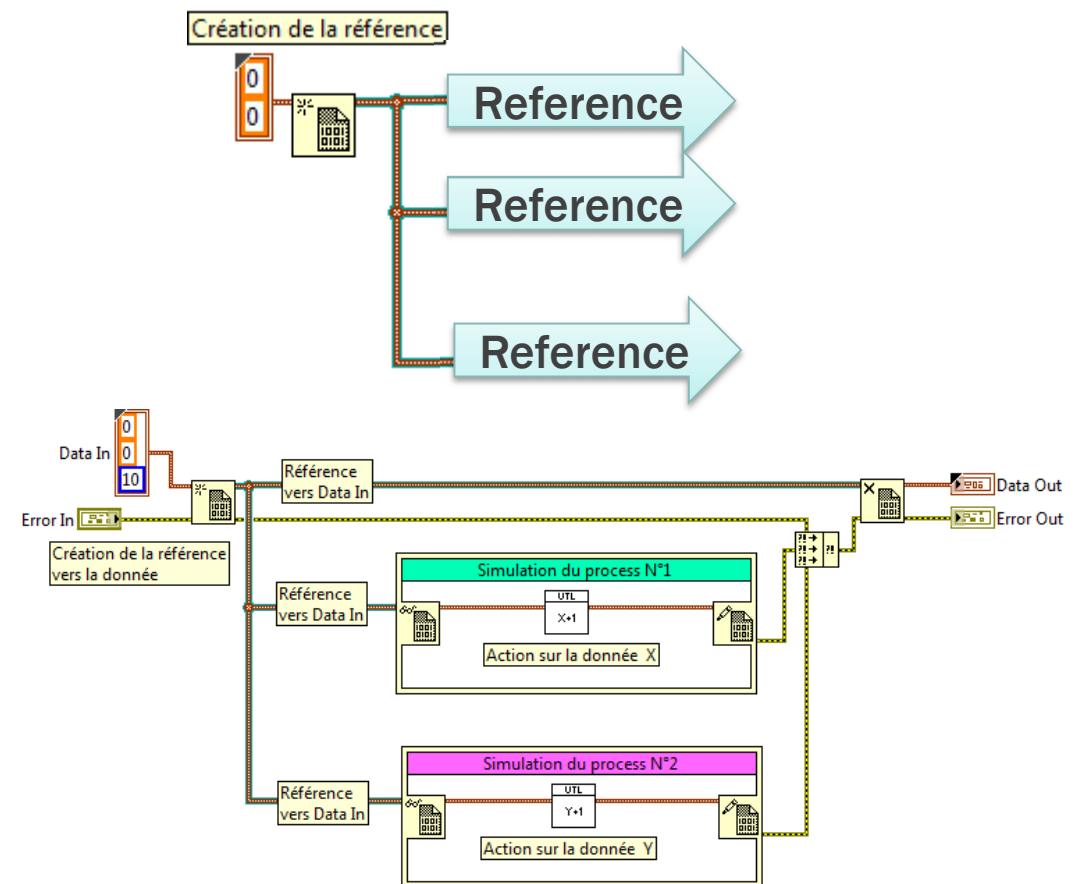 Création de la référence
0
0
Reference
Reference
Reference
Data In
0
0
10
Error In
Création de la référence
vers la donnée
Référence
vers Data In
Data Out
Error Out
Simulation du process N°1
Référence
vers Data In
UTL
X+1
Action sur la donnée X
Simulation du process N°2
Référence
vers Data In
UTL
Y+1
Action sur la donnée Y